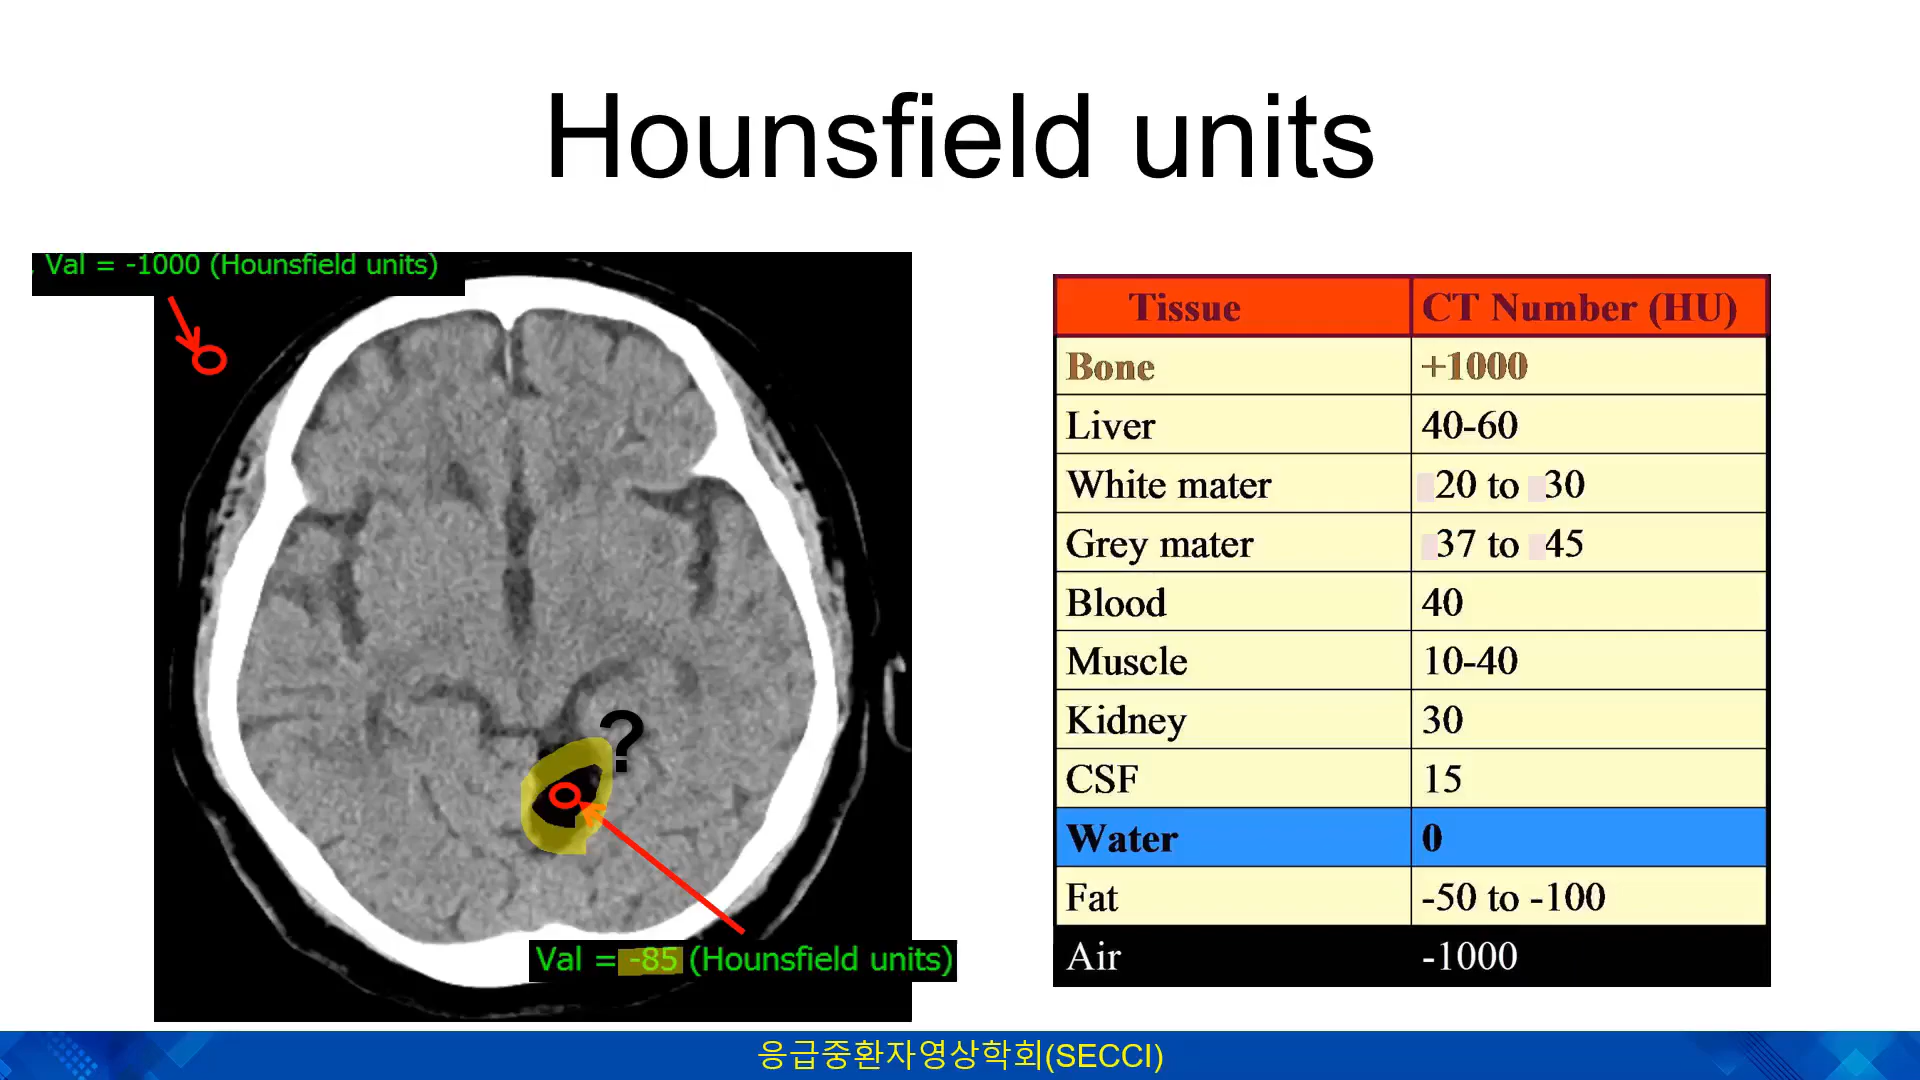 Hounsfield units
Val = -1000 (Hounsfield units)
?
Val = -85 (Hounsfield units)
Tissue CT Number (HU)
Bone +1000
Liver 40-60
White mater 20 to 30
Grey mater 37 to 45
Blood 40
Muscle 10-40
Kidney 30
CSF 15
Water 0
Fat -50 to -100
Air -1000
응급중환자영상학회(SECCI)